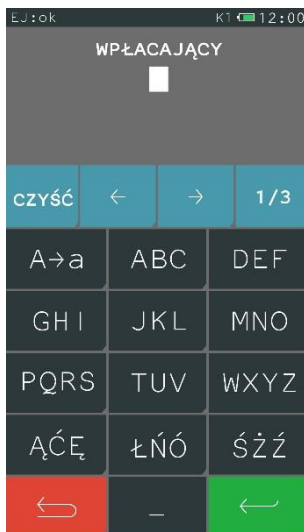 EJ:ok K1 12:00
WPŁACAJĄCY
CZYŚĆ ← → 1/3
A→a ABC DEF
GHI JKL MNO
PQRS TUV WXYZ
ĄĆĘ ŁŃÓ ŚŻŹ
_